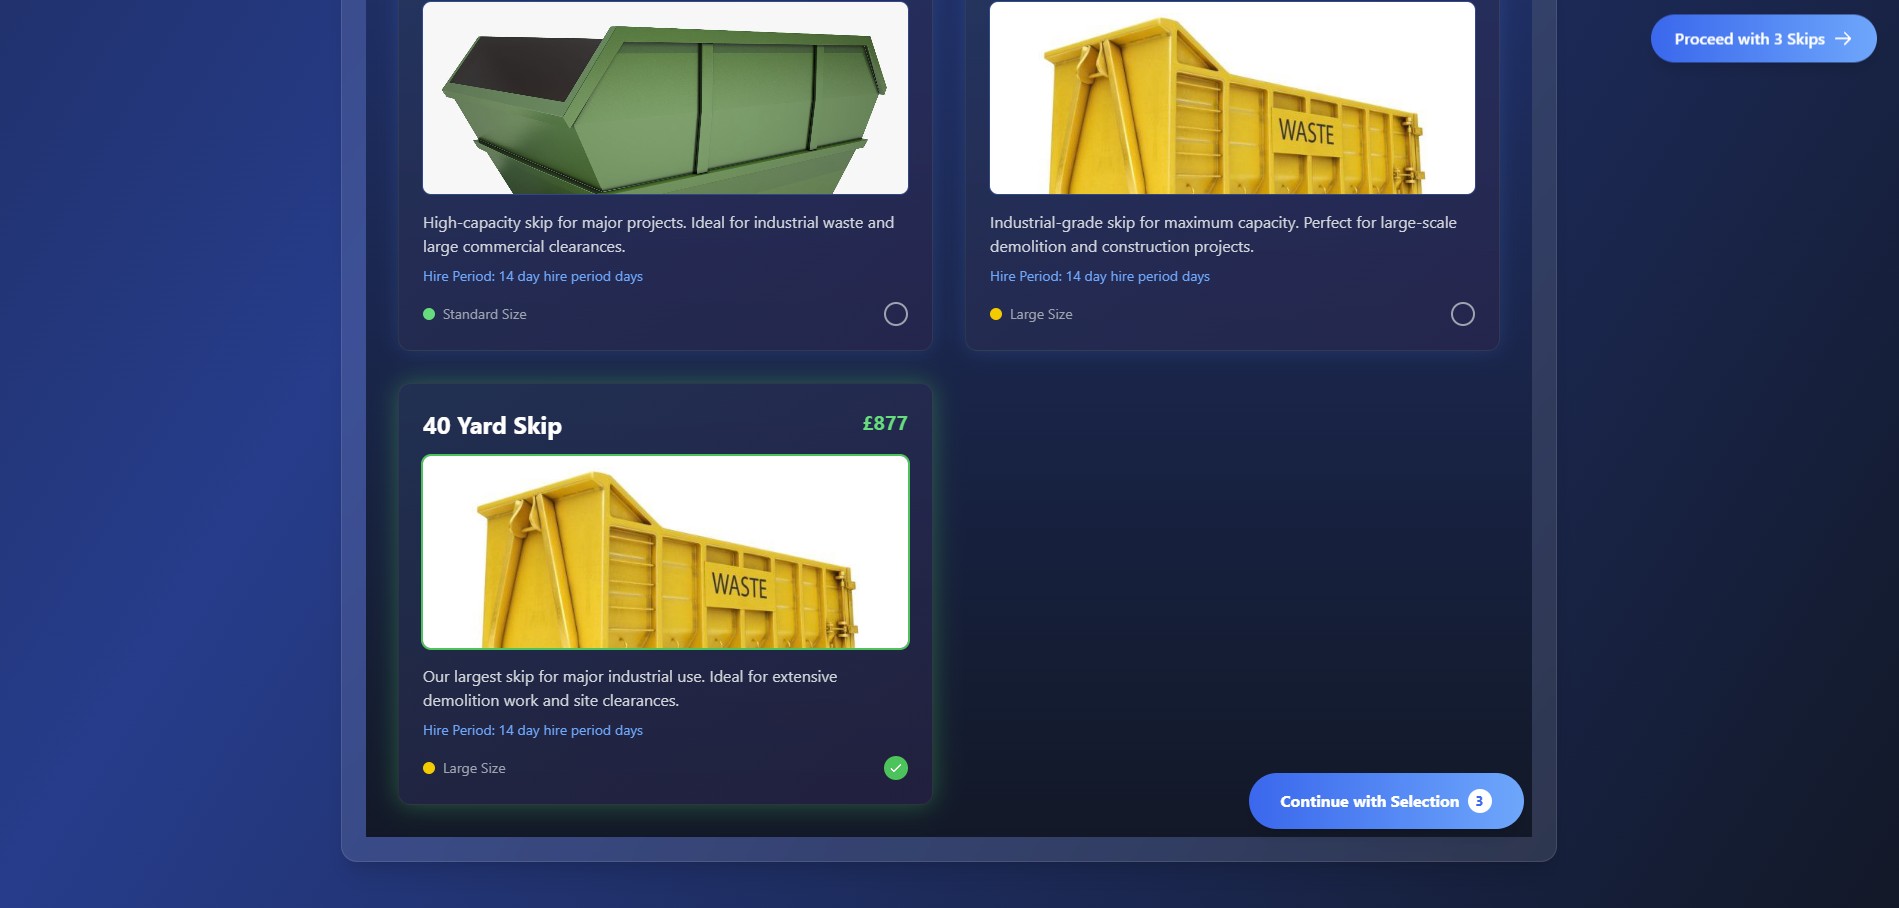 Proceed with 3 Skips
WASTE
High-capacity skip for major projects. Ideal for industrial waste and
large commercial clearances.
Hire Period: 14 day hire period days
Standard Size
Industrial-grade skip for maximum capacity. Perfect for large-scale
demolition and construction projects.
Hire Period: 14 day hire period days
Large Size
40 Yard Skip
£877
WASTE
Our largest skip for major industrial use. Ideal for extensive
demolition work and site clearances.
Hire Period: 14 day hire period days
Large Size
Continue with Selection 3